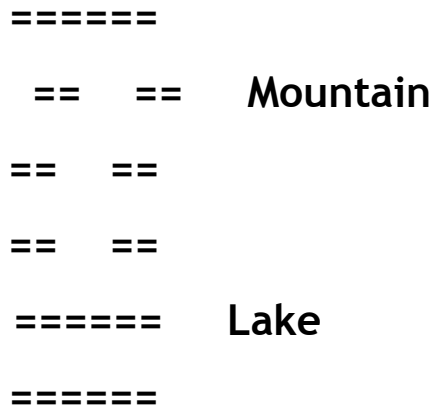 ======
==  == Mountain
==  ==
==  ==
====== Lake
======